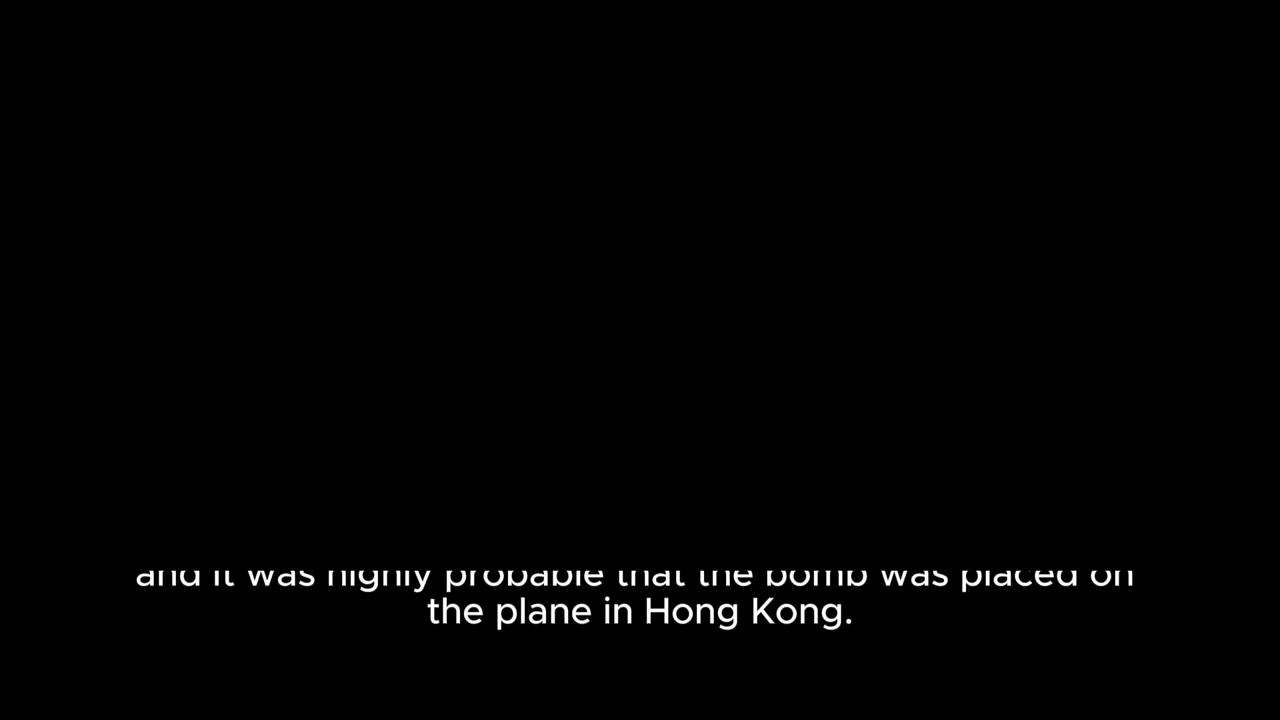 and it was highly probable that the bomb was placed on
the plane in Hong Kong.